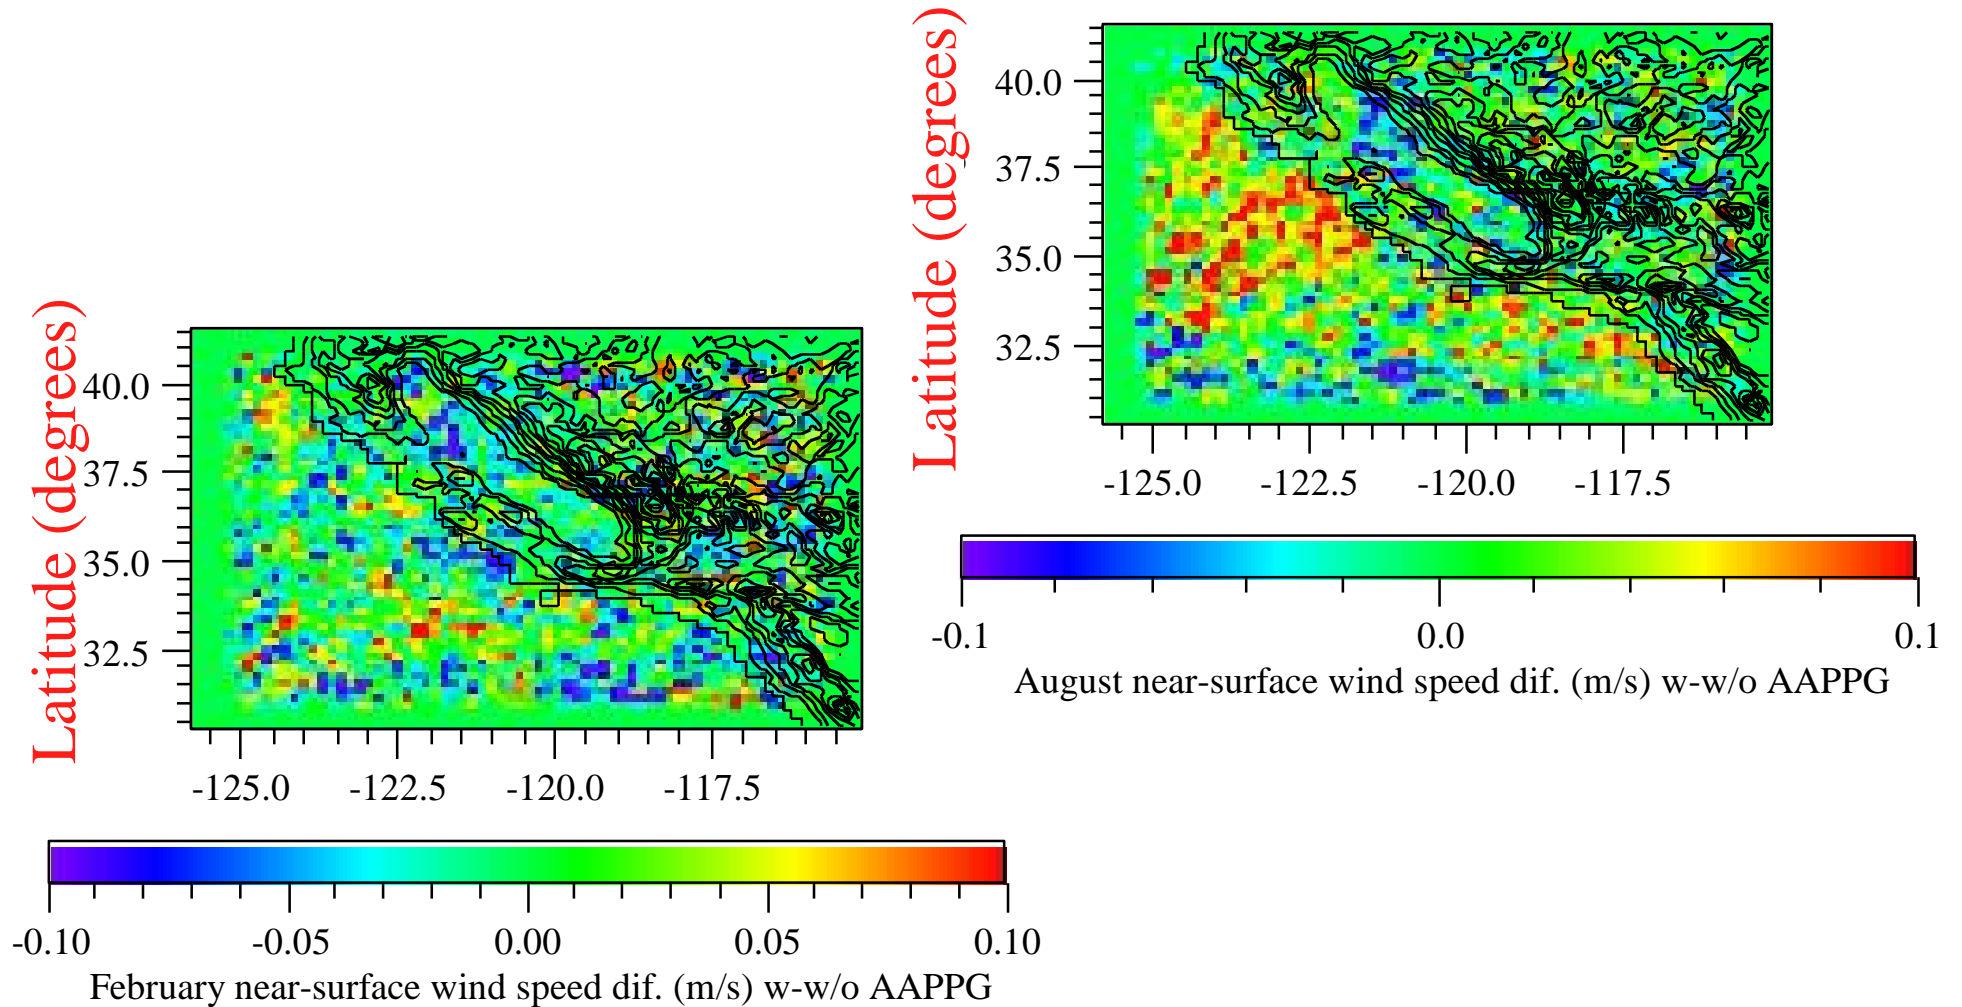 Latitude (degrees)
40.0
37.5
35.0
32.5
-125.0 -122.5 -120.0 -117.5
-0.10 -0.05 0.00 0.05 0.10
February near-surface wind speed dif. (m/s) w-w/o AAPPG
Latitude (degrees)
40.0
37.5
35.0
32.5
-125.0 -122.5 -120.0 -117.5
-0.1 0.0 0.1
August near-surface wind speed dif. (m/s) w-w/o AAPPG